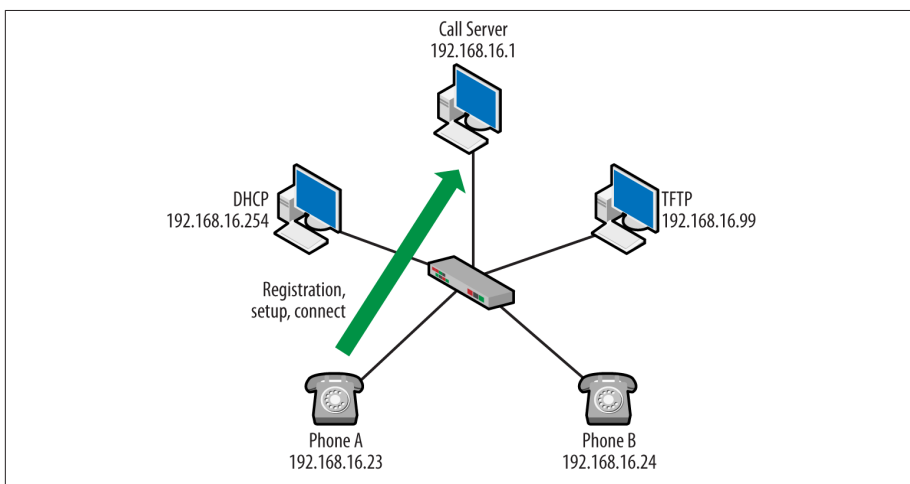 Call Server
192.168.16.1
DHCP
192.168.16.254
TFTP
192.168.16.99
Registration,
setup, connect
Phone A
192.168.16.23
Phone B
192.168.16.24